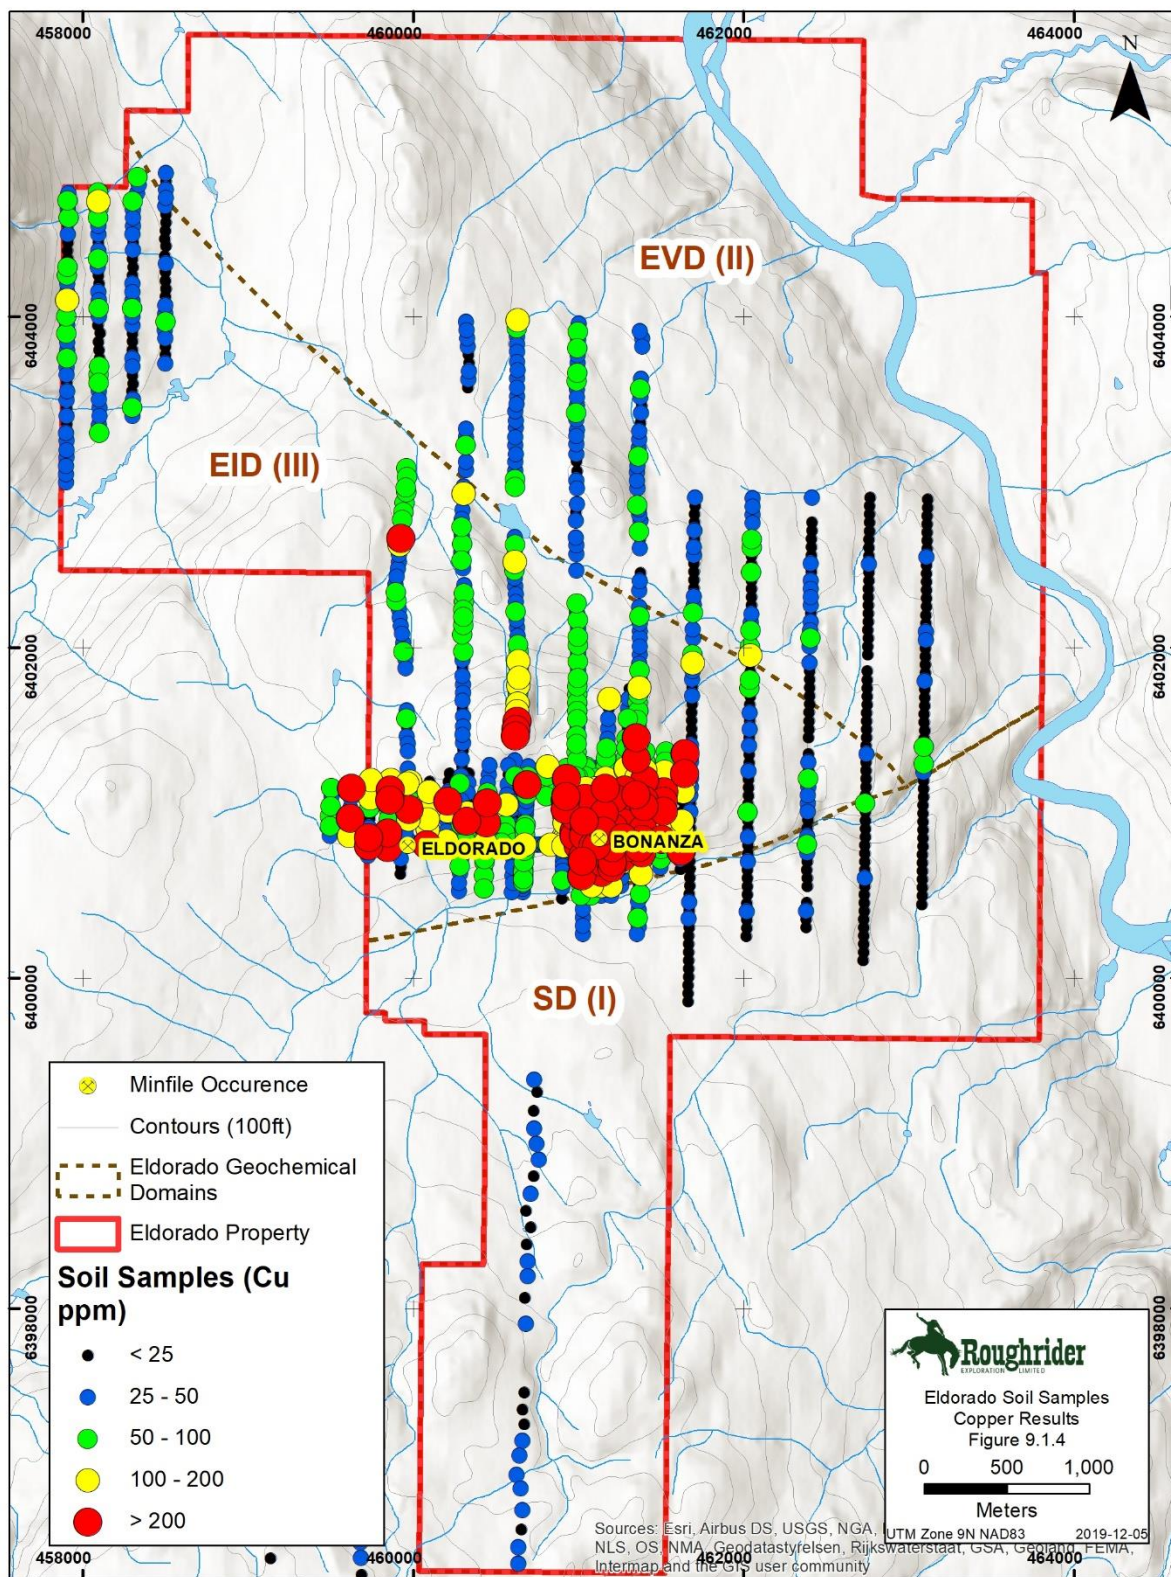 458000
460000
462000
464000
N
EVD (II)
6404000
6404000
EID (III)
6402000
6402000
ELDORADO
BONANZA
6400000
SD (I)
6400000
Minfile Occurence
Contours (100ft)
Eldorado Geochemical
Domains
Eldorado Property
Soil Samples (Cu
ppm)
< 25
25 - 50
50 - 100
100 - 200
> 200
6398000
6398000
Roughrider
EXPLORATION LIMITED
Eldorado Soil Samples
Copper Results
Figure 9.1.4
0 500 1,000
Meters
UTM Zone 9N NAD83 2019-12-05
Sources: Esri, Airbus DS, USGS, NGA,
NLS, OS, NMA, Geodatastyrelsen, Rijkswaterstaat, GSA, Geoland, FEMA,
Intermap and the GIS user community
458000
460000
462000
464000